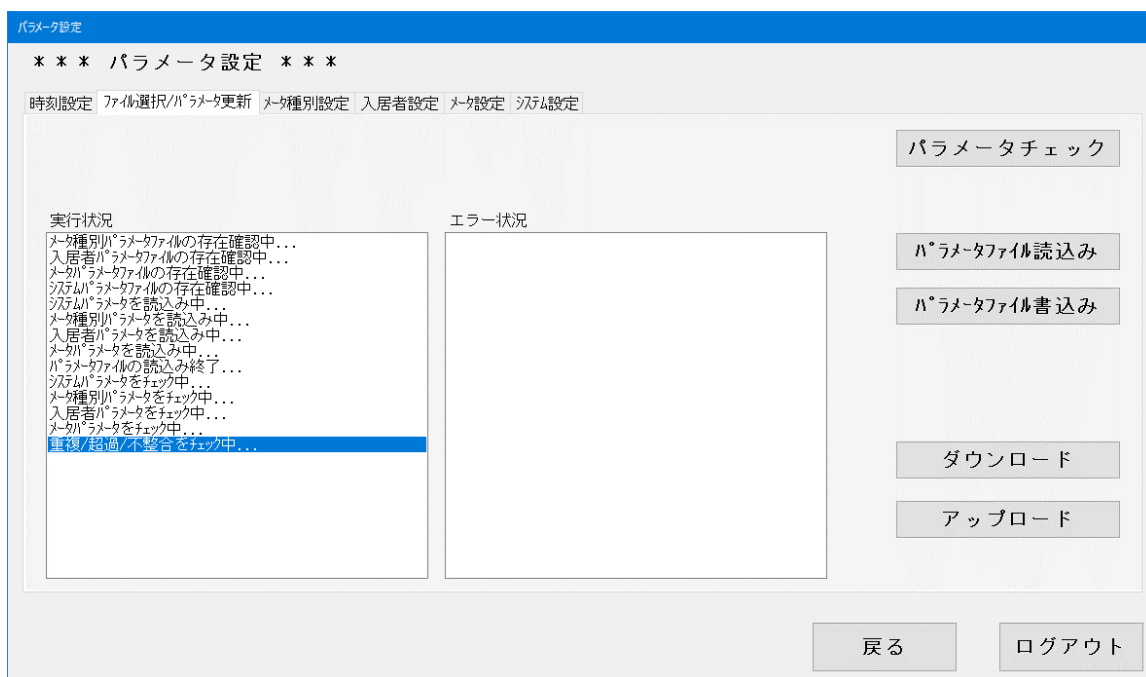 パラメータ設定
＊＊＊ パラメータ設定 ＊＊＊
時刻設定 ﾌｧｲﾙ選択/ﾊﾟﾗﾒｰﾀ更新 ﾒｰﾀ種別設定 入居者設定 ﾒｰﾀ設定 ｼｽﾃﾑ設定
パラメータチェック
実行状況
エラー状況
ﾒｰﾀ種別ﾊﾟﾗﾒｰﾀﾌｧｲﾙの存在確認中...
入居者ﾊﾟﾗﾒｰﾀﾌｧｲﾙの存在確認中...
ﾒｰﾀﾊﾟﾗﾒｰﾀﾌｧｲﾙの存在確認中...
ｼｽﾃﾑﾊﾟﾗﾒｰﾀﾌｧｲﾙの存在確認中...
ｼｽﾃﾑﾊﾟﾗﾒｰﾀを読込み中...
ﾒｰﾀ種別ﾊﾟﾗﾒｰﾀを読込み中...
入居者ﾊﾟﾗﾒｰﾀを読込み中...
ﾒｰﾀﾊﾟﾗﾒｰﾀを読込み中...
ﾊﾟﾗﾒｰﾀﾌｧｲﾙの読込み終了...
ｼｽﾃﾑﾊﾟﾗﾒｰﾀをﾁｪｯｸ中...
ﾒｰﾀ種別ﾊﾟﾗﾒｰﾀをﾁｪｯｸ中...
入居者ﾊﾟﾗﾒｰﾀをﾁｪｯｸ中...
ﾒｰﾀﾊﾟﾗﾒｰﾀをﾁｪｯｸ中...
重複/超過/不整合をﾁｪｯｸ中...
ﾊﾟﾗﾒｰﾀﾌｧｲﾙ読込み
ﾊﾟﾗﾒｰﾀﾌｧｲﾙ書込み
ダウンロード
アップロード
戻る
ログアウト